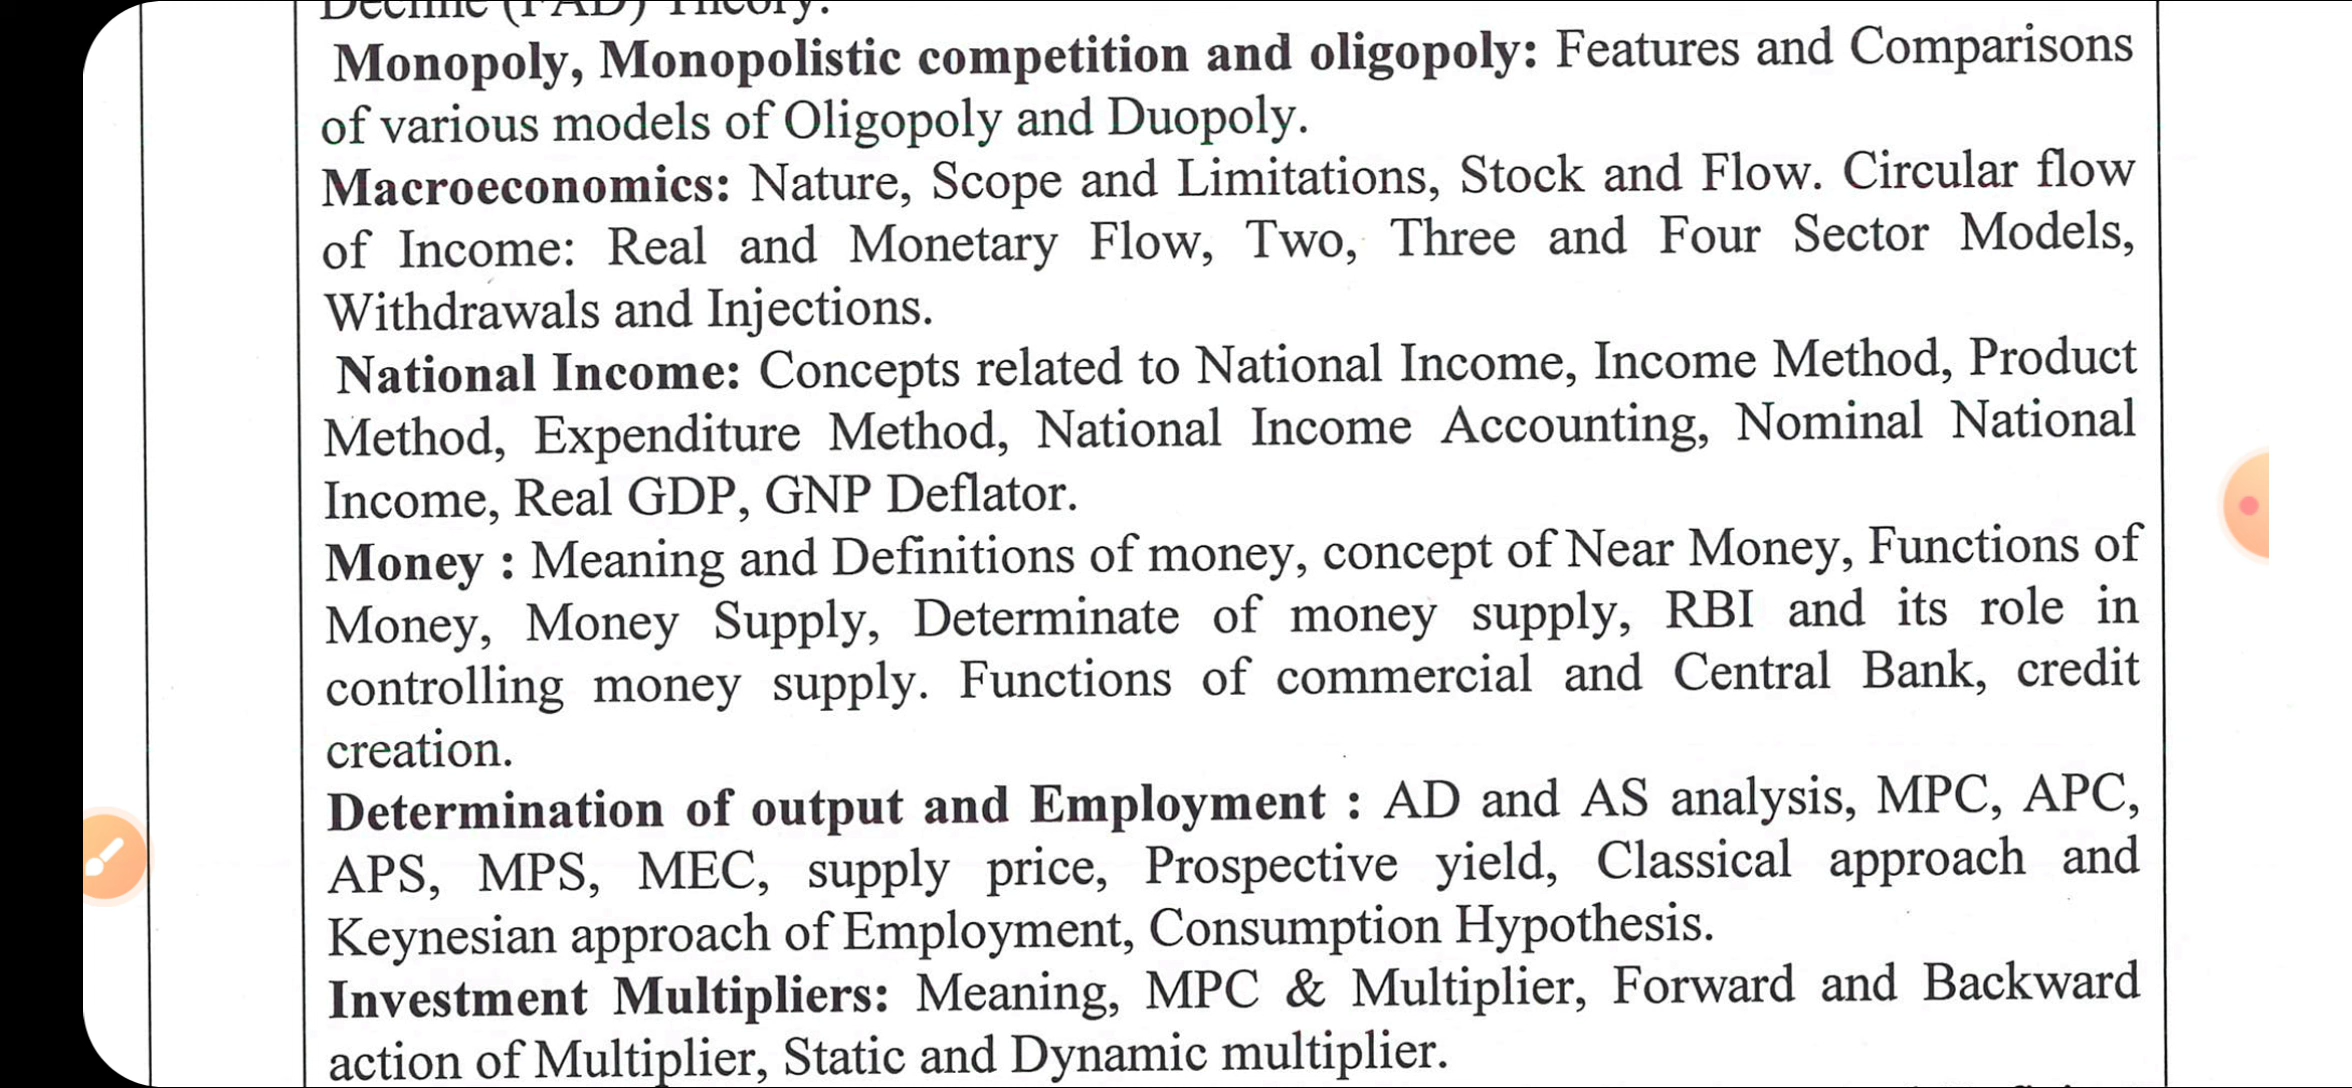 Decline (PAD) Theory.
Monopoly, Monopolistic competition and oligopoly: Features and Comparisons
of various models of Oligopoly and Duopoly.
Macroeconomics: Nature, Scope and Limitations, Stock and Flow. Circular flow
of Income: Real and Monetary Flow, Two, Three and Four Sector Models,
Withdrawals and Injections.
National Income: Concepts related to National Income, Income Method, Product
Method, Expenditure Method, National Income Accounting, Nominal National
Income, Real GDP, GNP Deflator.
Money : Meaning and Definitions of money, concept of Near Money, Functions of
Money, Money Supply, Determinate of money supply, RBI and its role in
controlling money supply. Functions of commercial and Central Bank, credit
creation.
Determination of output and Employment : AD and AS analysis, MPC, APC,
APS, MPS, MEC, supply price, Prospective yield, Classical approach and
Keynesian approach of Employment, Consumption Hypothesis.
Investment Multipliers: Meaning, MPC & Multiplier, Forward and Backward
action of Multiplier, Static and Dynamic multiplier.